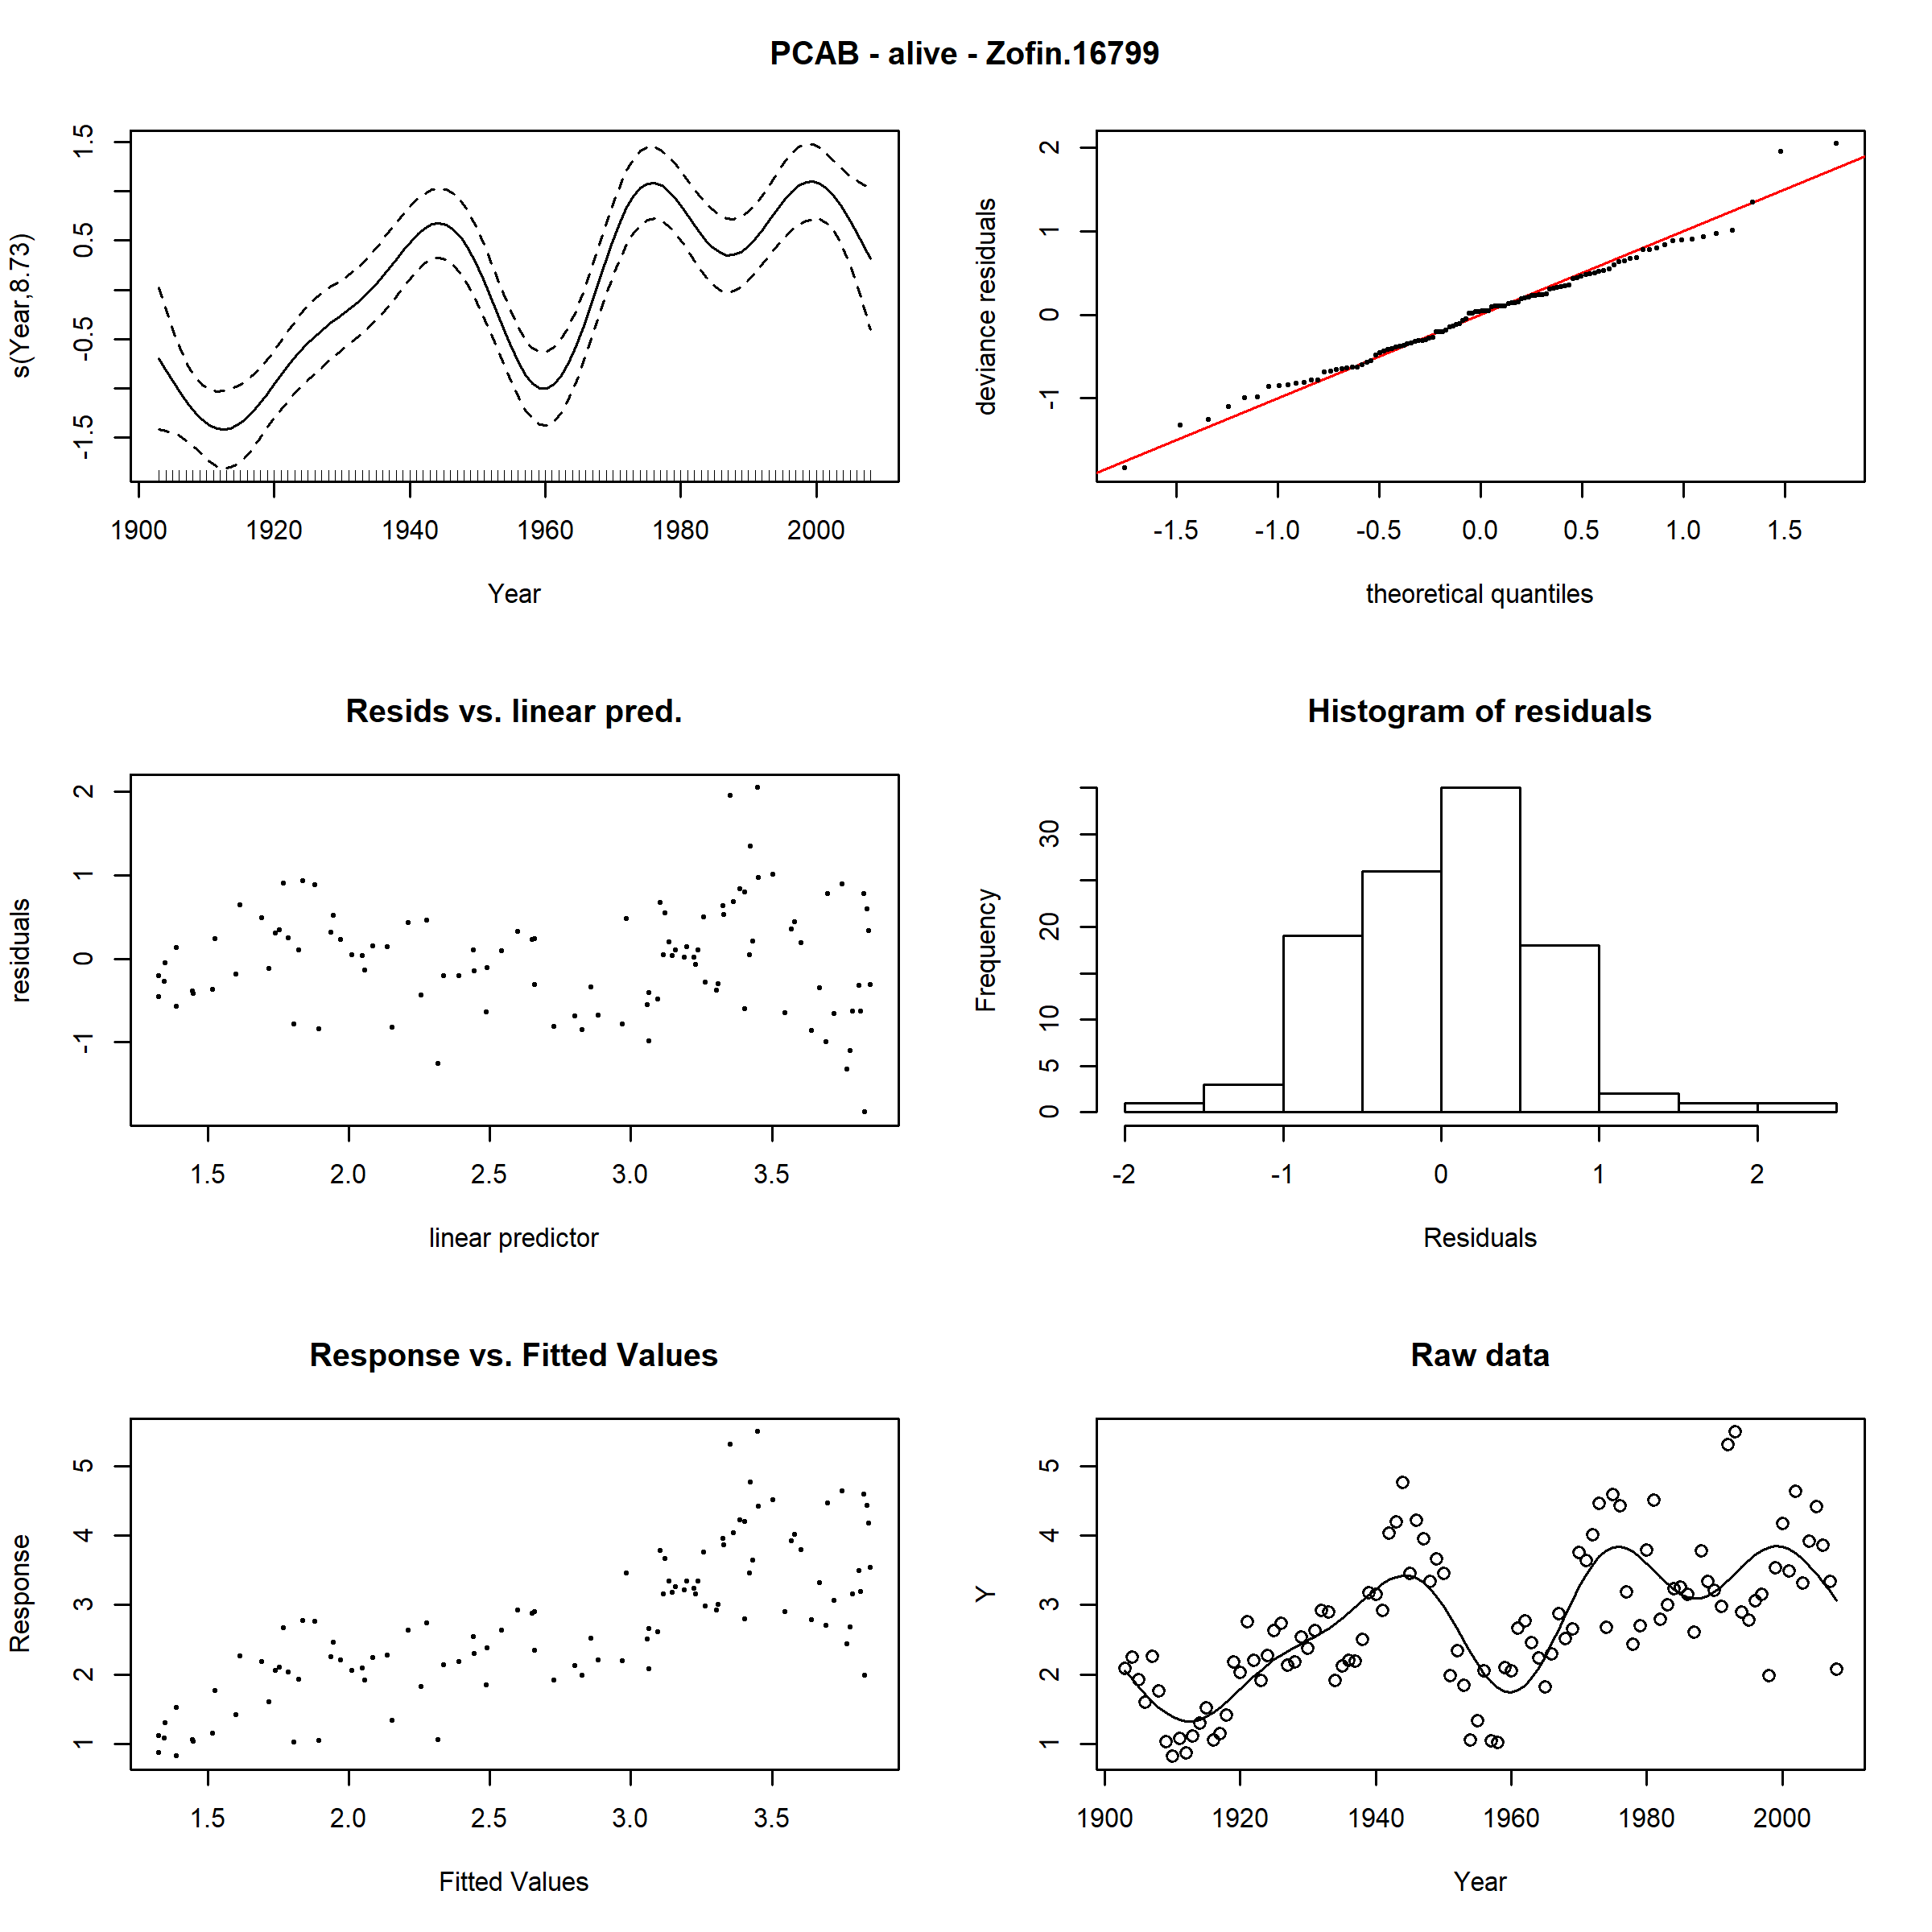 PCAB - alive - Zofin.16799
s(Year,8.73)
-1.5 -0.5 0.5 1.5
1900 1920 1940 1960 1980 2000
Year
deviance residuals
-1 0 1 2
-1.5 -1.0 -0.5 0.0 0.5 1.0 1.5
theoretical quantiles
Resids vs. linear pred.
residuals
-1 0 1 2
1.5 2.0 2.5 3.0 3.5
linear predictor
Histogram of residuals
Frequency
0 5 10 20 30
-2 -1 0 1 2
Residuals
Response vs. Fitted Values
Response
1 2 3 4 5
1.5 2.0 2.5 3.0 3.5
Fitted Values
Raw data
Y
1 2 3 4 5
1900 1920 1940 1960 1980 2000
Year